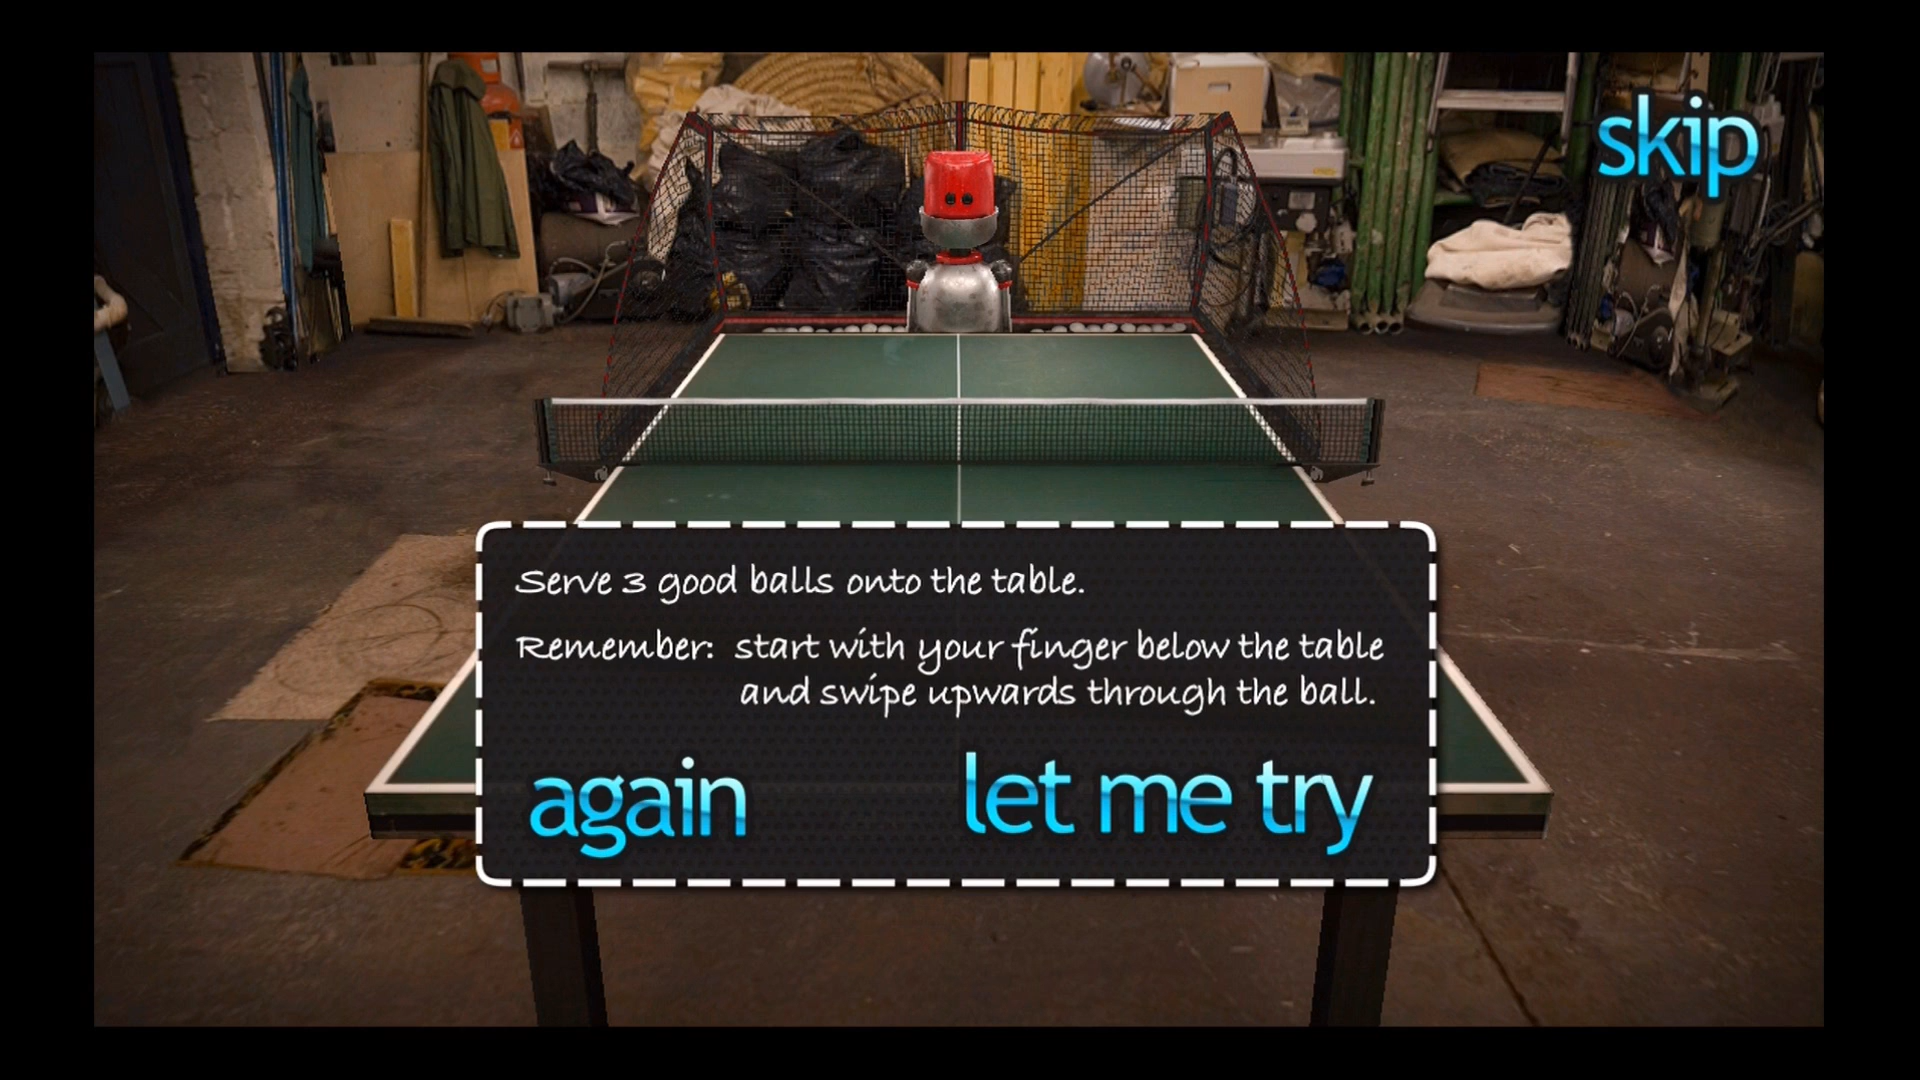 skip
Serve 3 good balls onto the table.
Remember: start with your finger below the table
and swipe upwards through the ball.
again
let me try